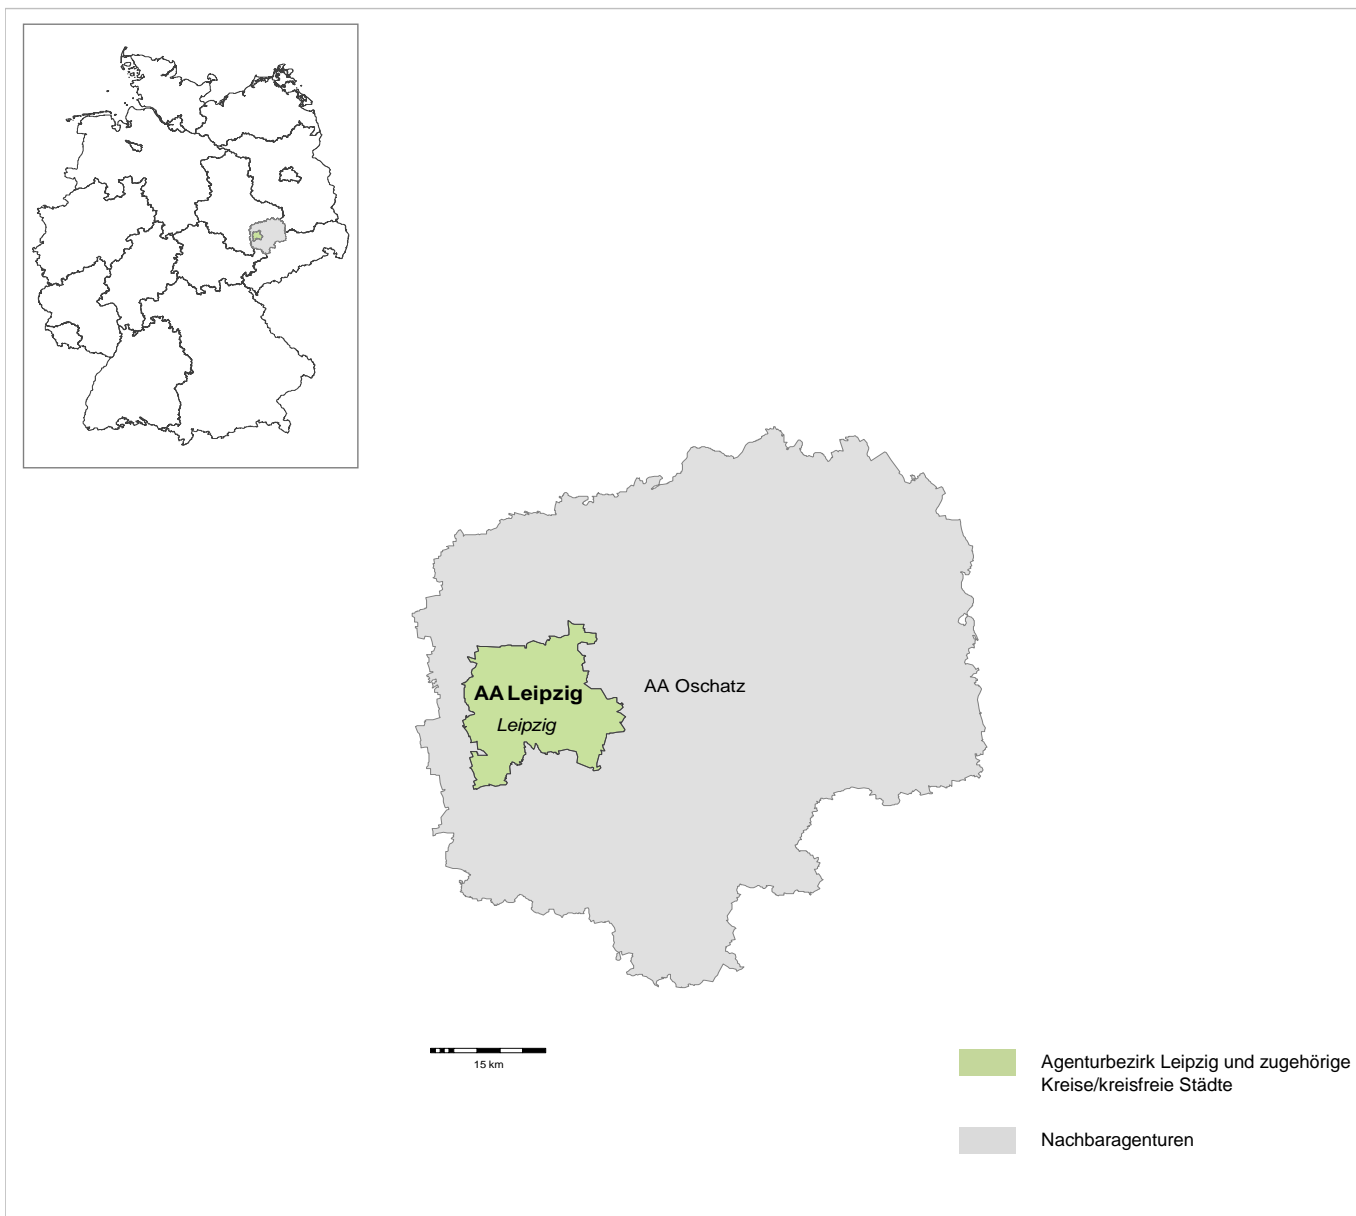 AA Leipzig
Leipzig
AA Oschatz
15 km
Agenturbezirk Leipzig und zugehörige
Kreise/kreisfreie Städte
Nachbaragenturen